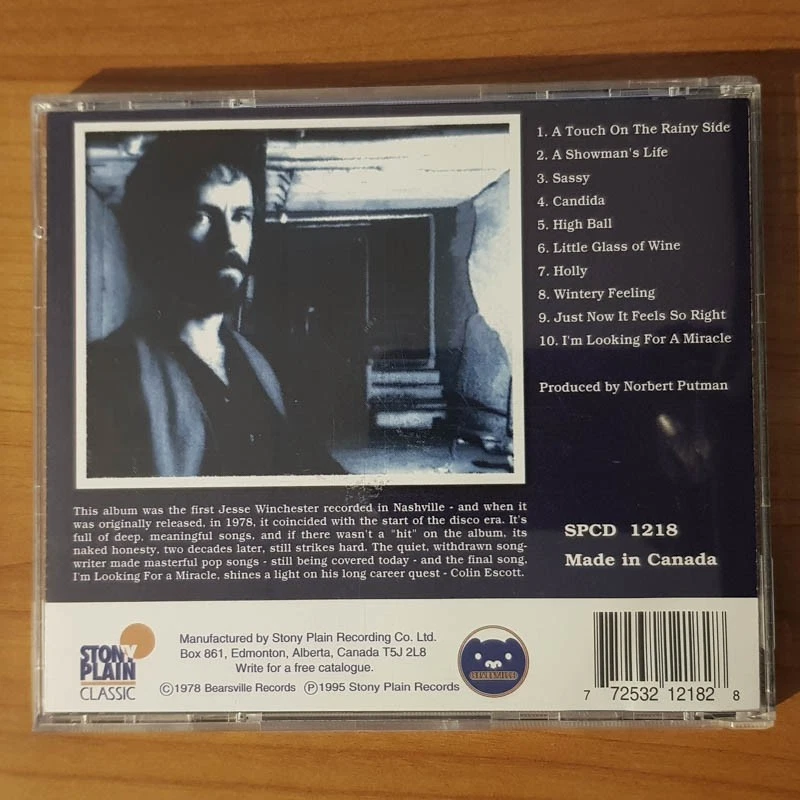 1. A Touch On The Rainy Side
2. A Showman's Life
3. Sassy
4. Candida
5. High Ball
6. Little Glass of Wine
7. Holly
8. Wintery Feeling
9. Just Now It Feels So Right
10. I'm Looking For A Miracle
Produced by Norbert Putman
This album was the first Jesse Winchester recorded in Nashville - and when it
was originally released, in 1978, it coincided with the start of the disco era. It's
full of deep, meaningful songs, and if there wasn't a "hit" on the album, its
naked honesty, two decades later, still strikes hard. The quiet, withdrawn song-
writer made masterful pop songs - still being covered today - and the final song,
I'm Looking For a Miracle, shines a light on his long career quest - Colin Escott.
SPCD 1218
Made in Canada
STONY
PLAIN
CLASSIC
Manufactured by Stony Plain Recording Co. Ltd.
Box 861, Edmonton, Alberta, Canada T5J 2L8
Write for a free catalogue.
©1978 Bearsville Records ℗1995 Stony Plain Records
7 72532 12182 8